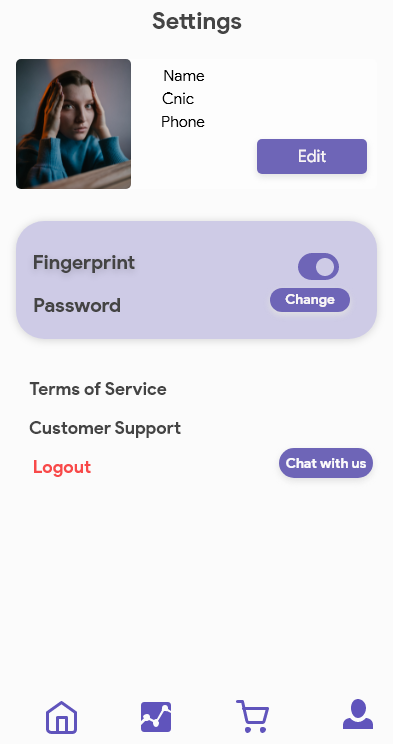 Settings
Name
Cnic
Phone
Edit
Fingerprint
Password
Change
Terms of Service
Customer Support
Logout
Chat with us